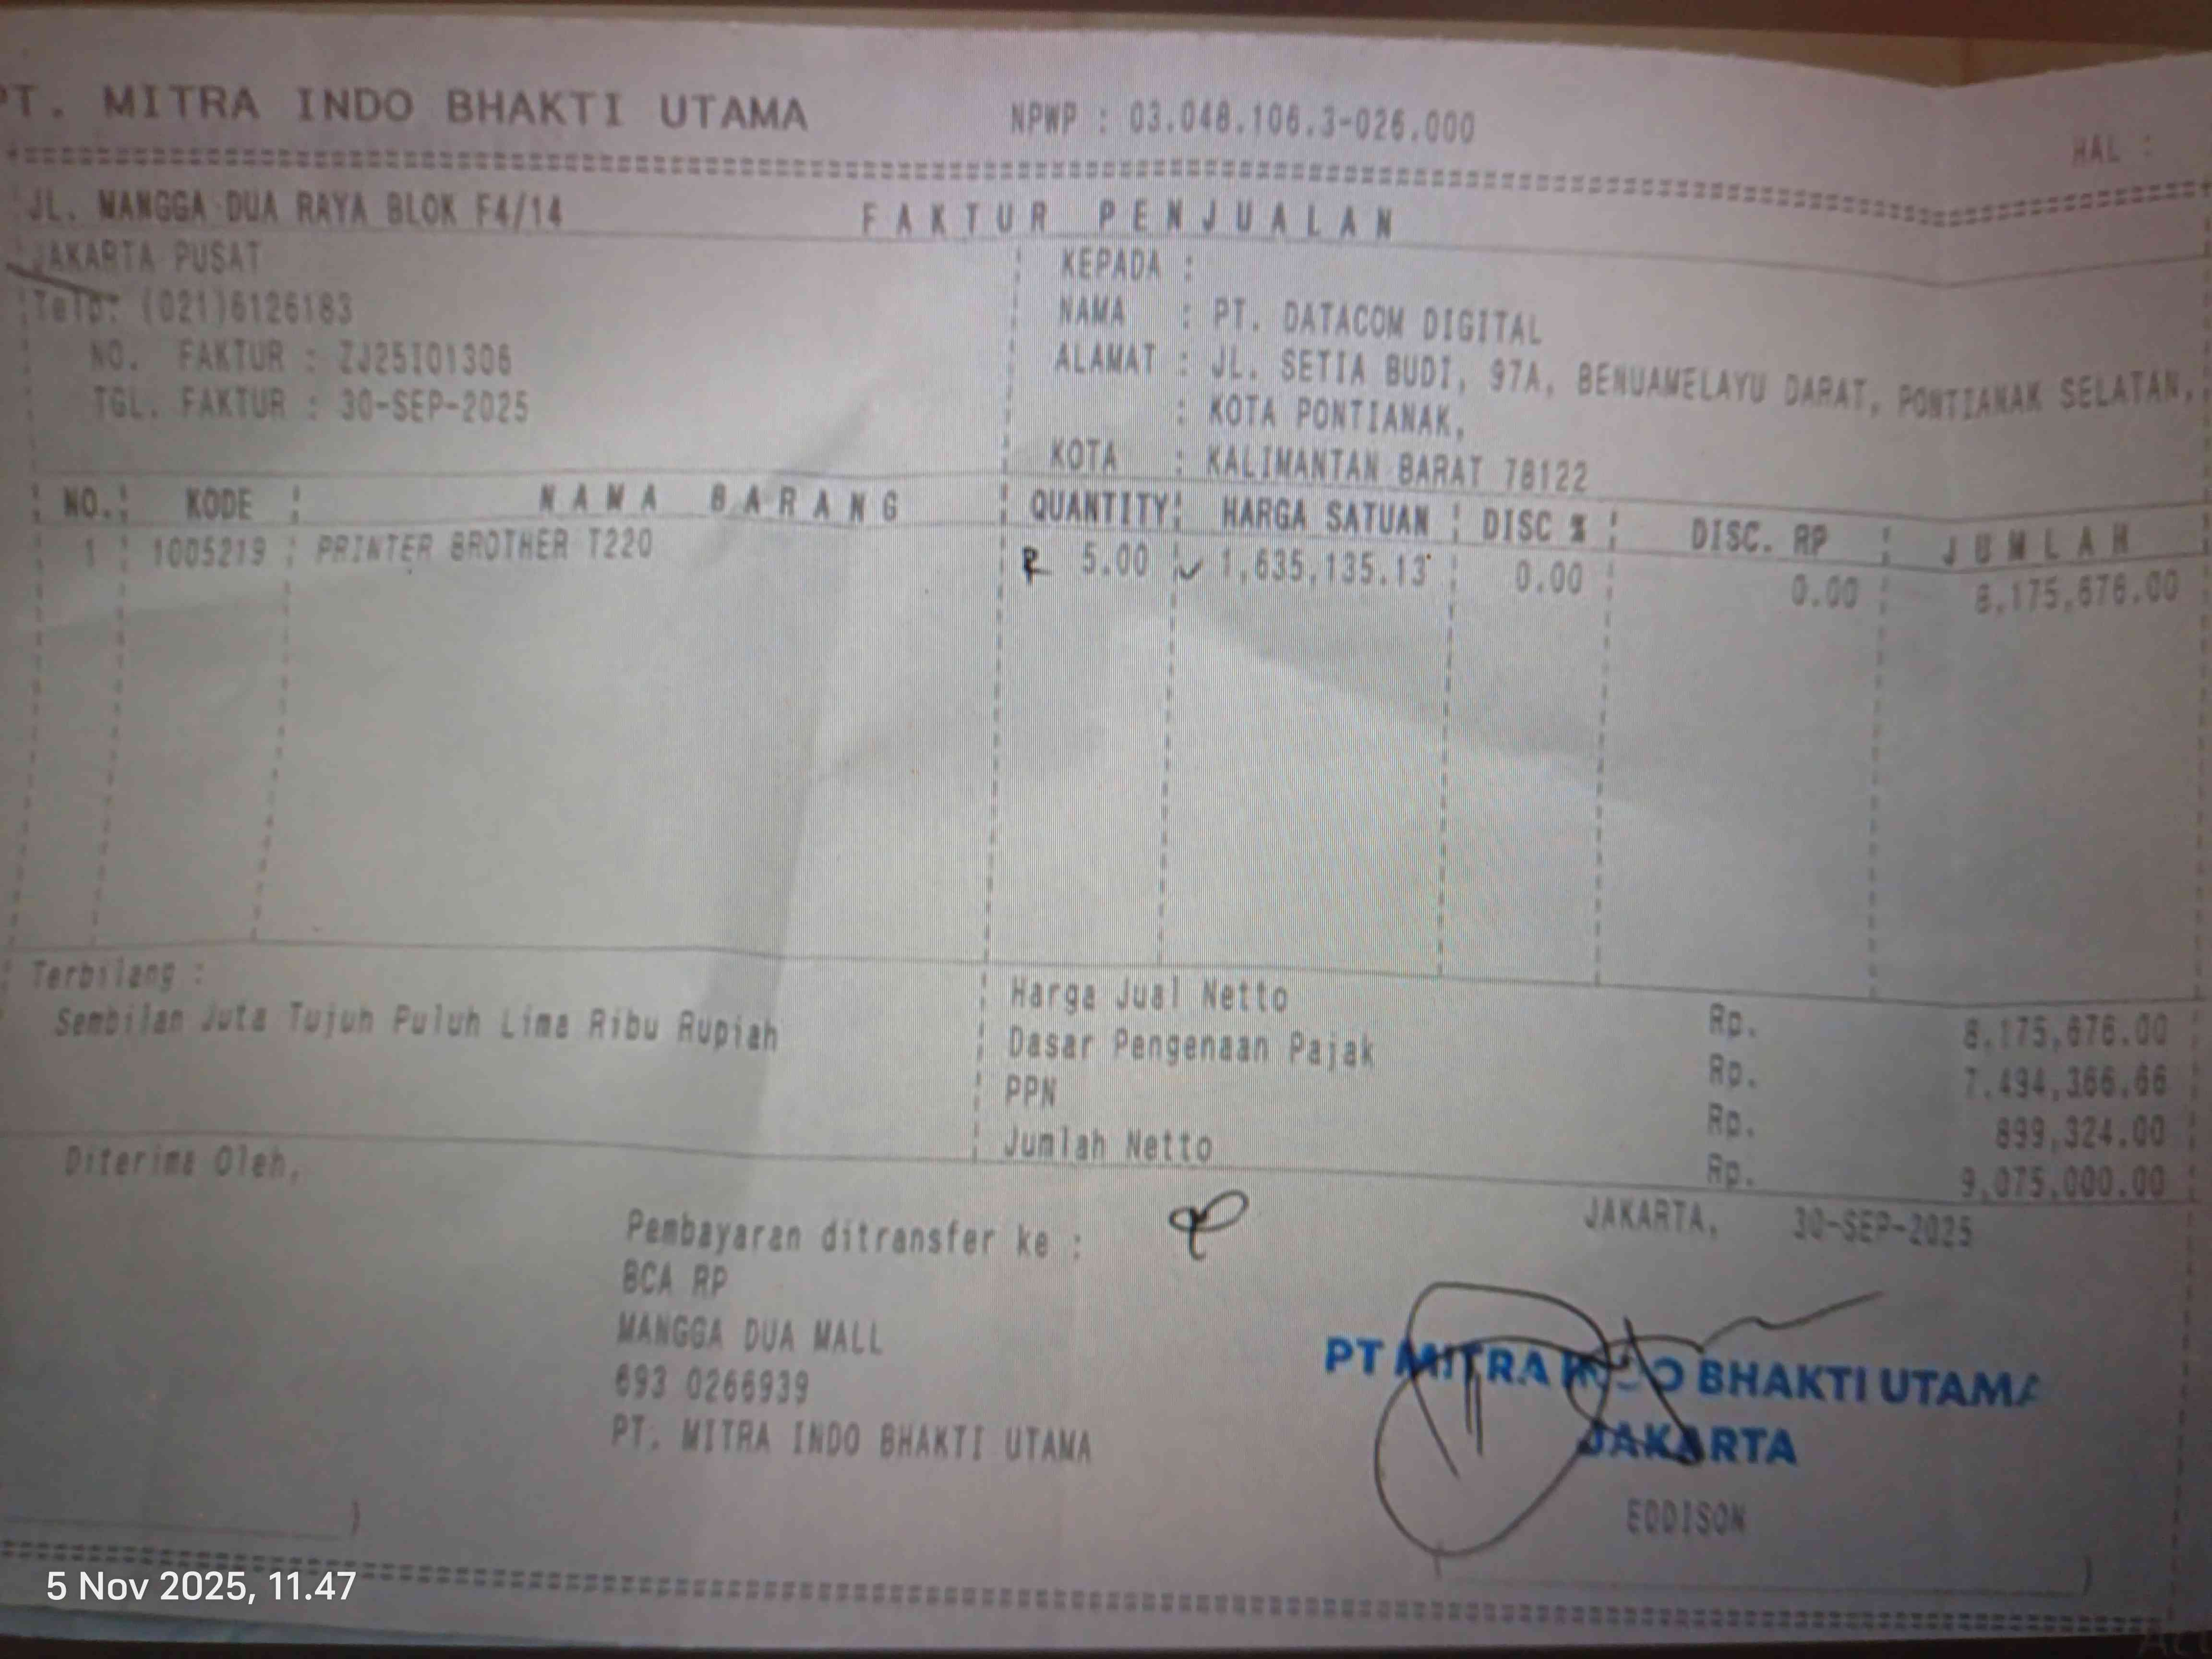 PT. MITRA INDO BHAKTI UTAMA NPWP : 03.048.106.3-026.000 HAL :
JL. MANGGA DUA RAYA BLOK F4/14 FAKTUR PENJUALAN
JAKARTA PUSAT KEPADA :
Telp: (021)6126183 NAMA : PT. DATACOM DIGITAL
NO. FAKTUR : ZJ25I01306 ALAMAT : JL. SETIA BUDI, 97A, BENUAMELAYU DARAT, PONTIANAK SELATAN,
TGL. FAKTUR : 30-SEP-2025 : KOTA PONTIANAK,
KOTA : KALIMANTAN BARAT 78122
NO. KODE NAMA BARANG QUANTITY HARGA SATUAN DISC % DISC. RP JUMLAH
1 1005219 PRINTER BROTHER T220 5.00 1,635,135.13 0.00 0.00 8,175,676.00
Terbilang : Harga Jual Netto Rp. 8,175,676.00
Sembilan Juta Tujuh Puluh Lima Ribu Rupiah Dasar Pengenaan Pajak Rp. 7,494,366.66
PPN Rp. 899,324.00
Jumlah Netto Rp. 9,075,000.00
Diterima Oleh,
Pembayaran ditransfer ke : JAKARTA, 30-SEP-2025
BCA RP
MANGGA DUA MALL
693 0266939
PT. MITRA INDO BHAKTI UTAMA
PT MITRA INDO BHAKTI UTAMA
JAKARTA
EDDISON
5 Nov 2025, 11.47